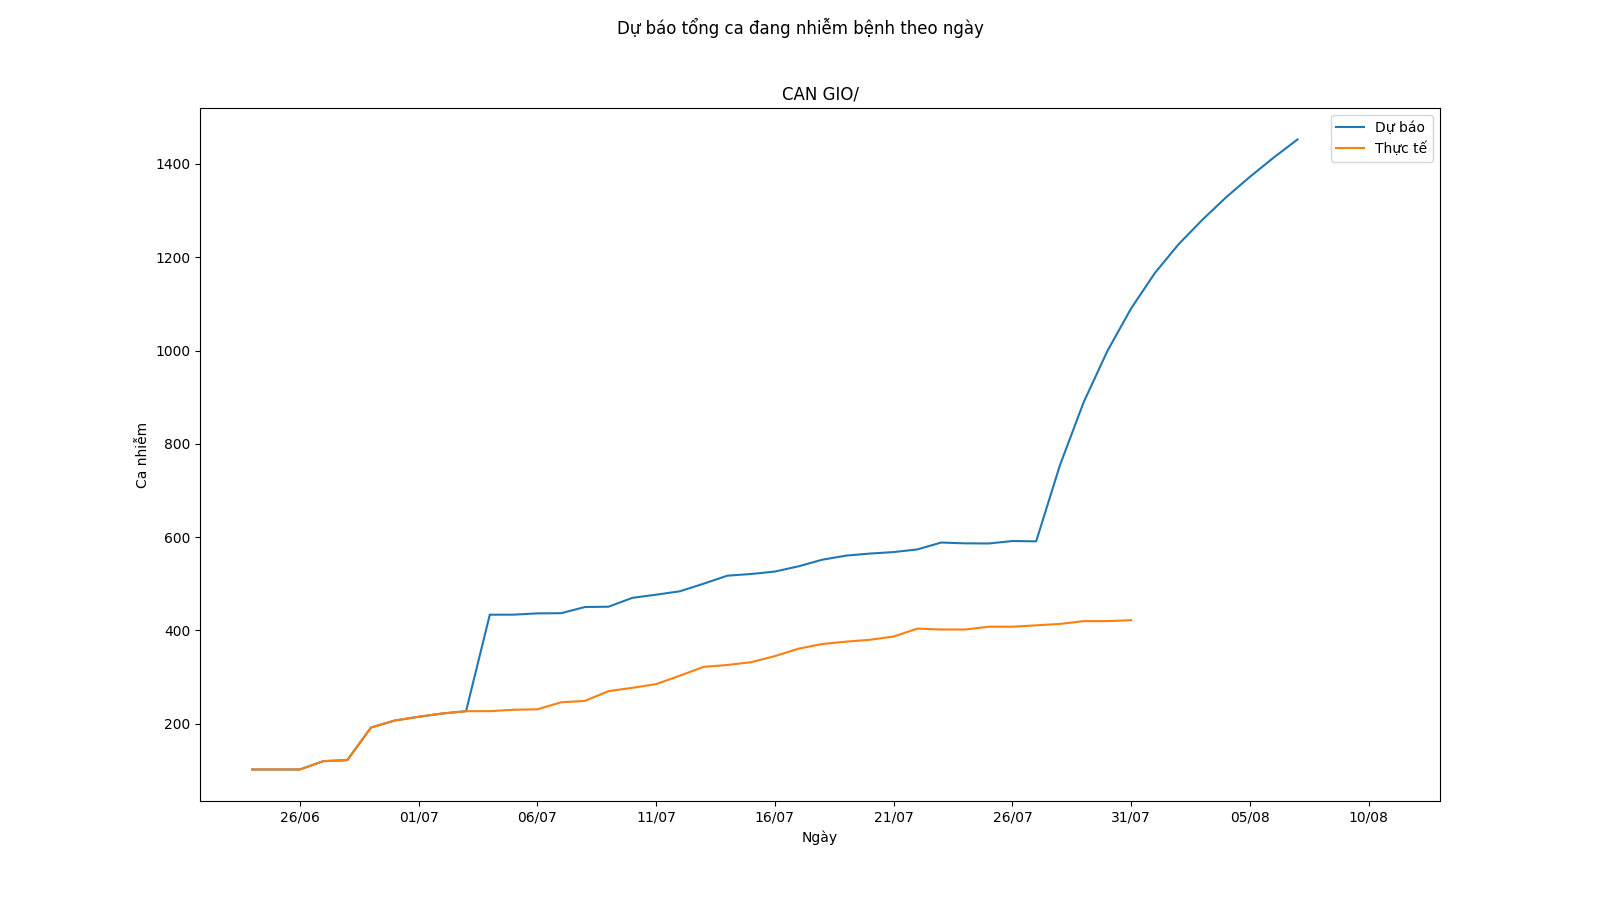 Dự báo tổng ca đang nhiễm bệnh theo ngày
CAN GIO/
Dự báo
Thực tế
1400
1200
1000
800
600
400
200
Ca nhiễm
26/06 01/07 06/07 11/07 16/07 21/07 26/07 31/07 05/08 10/08
Ngày